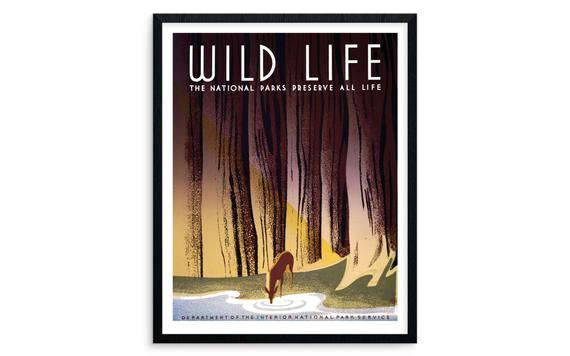 WILD LIFE
THE NATIONAL PARKS PRESERVE ALL LIFE
DEPARTMENT OF THE INTERIOR NATIONAL PARK SERVICE